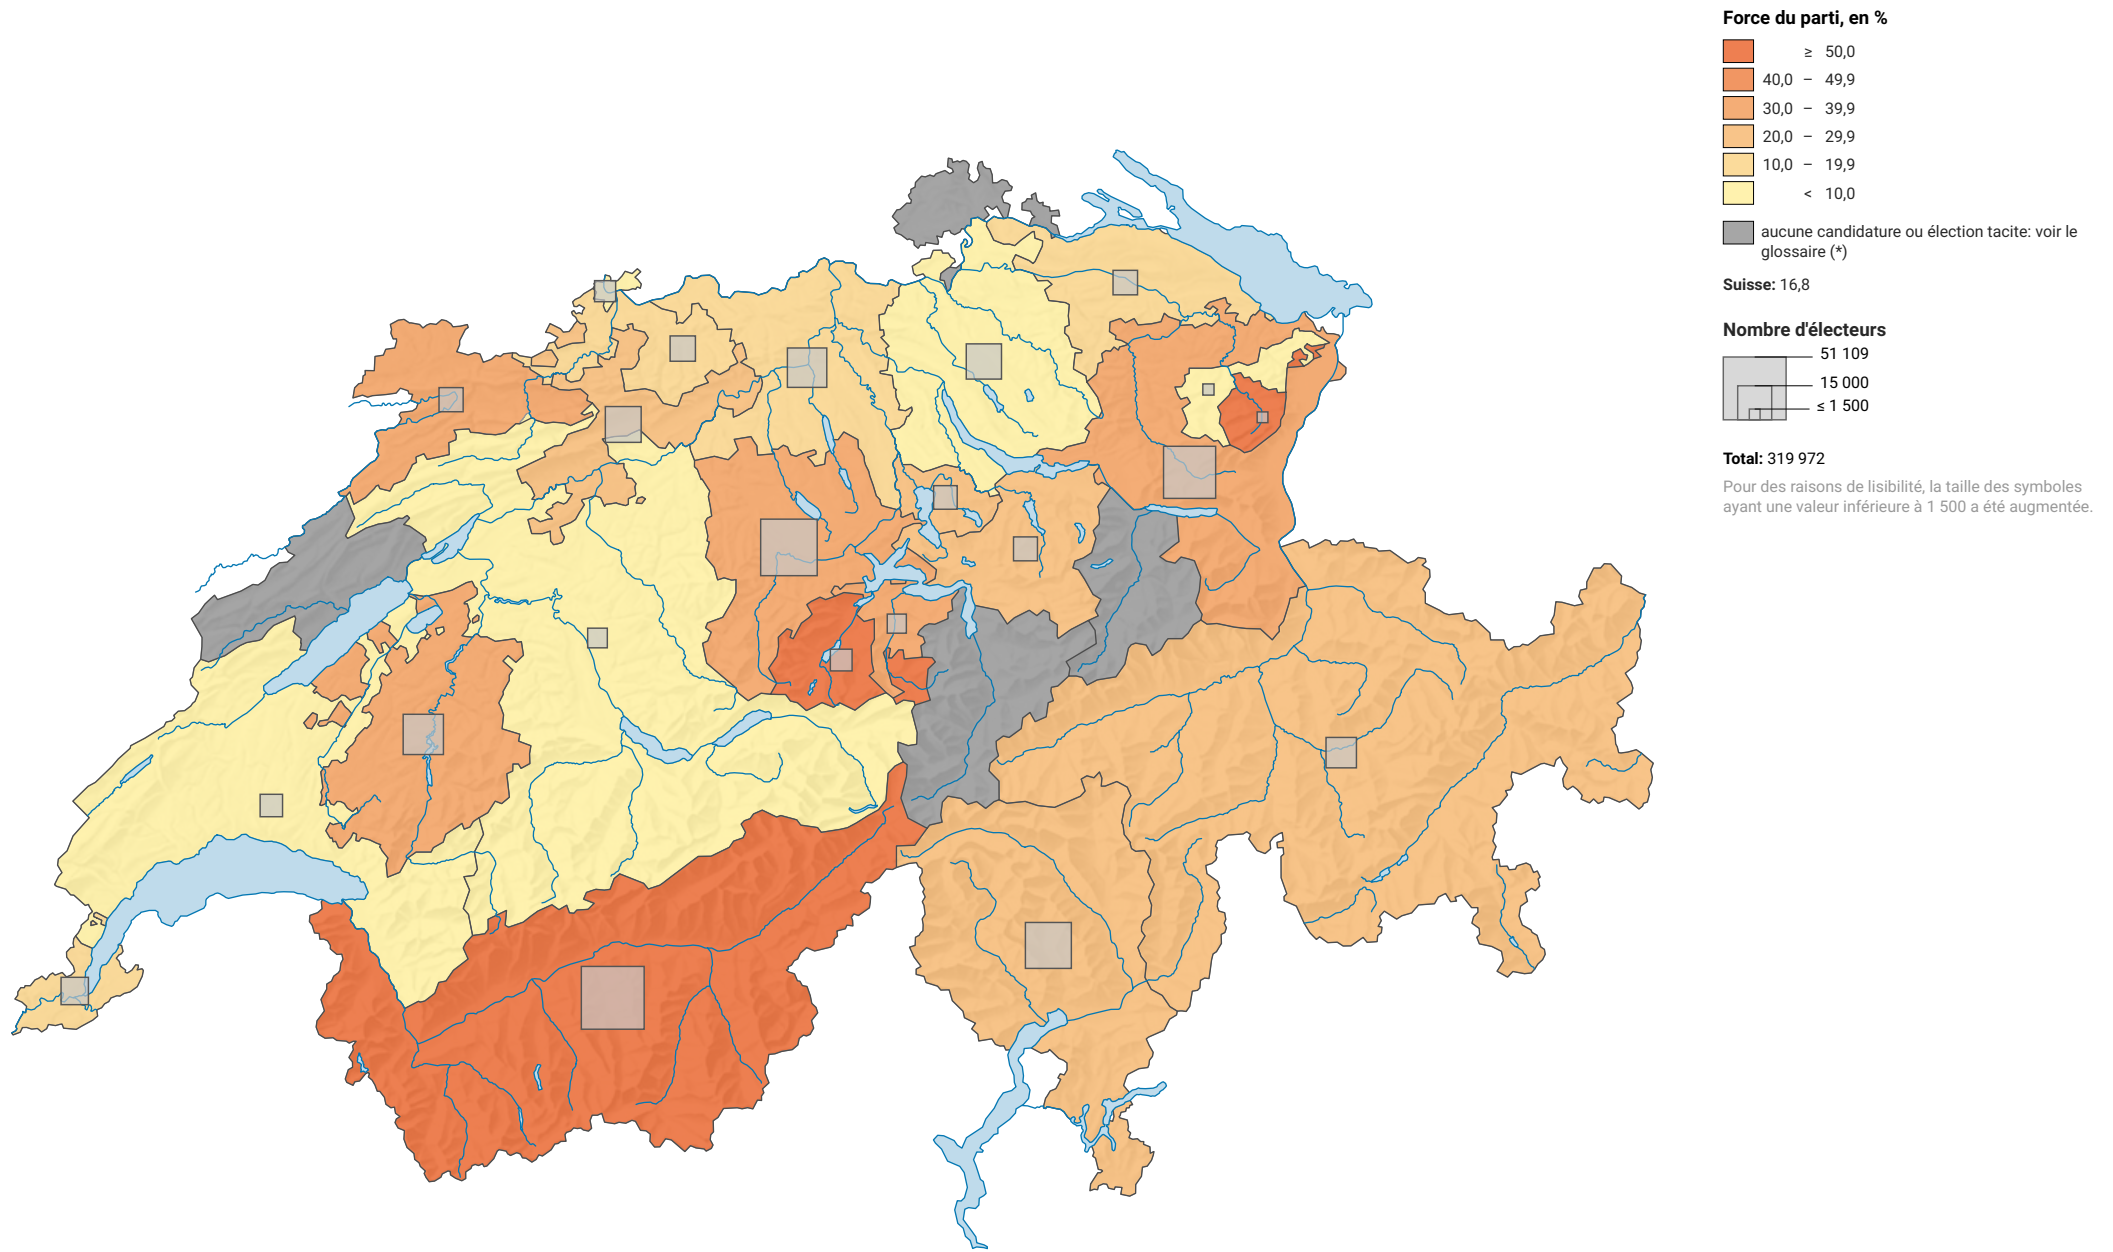 Force du parti, en %
≥ 50,0
40,0 – 49,9
30,0 – 39,9
20,0 – 29,9
10,0 – 19,9
< 10,0
aucune candidature ou élection tacite: voir le
glossaire (*)
Suisse: 16,8
Nombre d'électeurs
51 109
15 000
≤ 1 500
Total: 319 972
Pour des raisons de lisibilité, la taille des symboles
ayant une valeur inférieure à 1 500 a été augmentée.